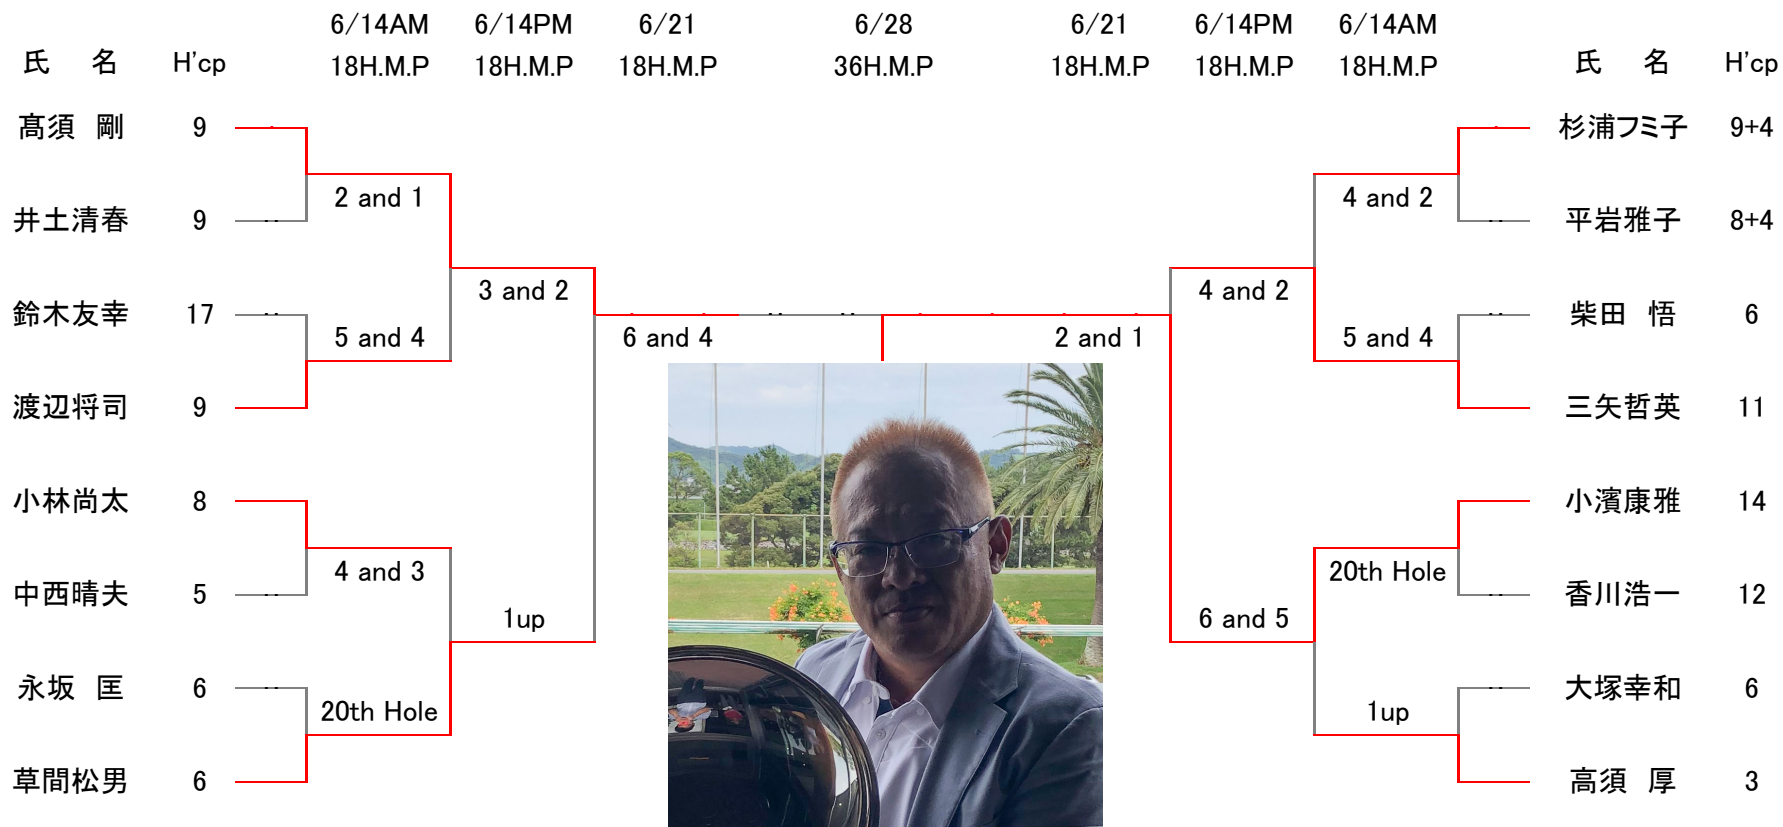 6/14AM 6/14PM 6/21 6/28 6/21 6/14PM 6/14AM
氏 名 H'cp 18H.M.P 18H.M.P 18H.M.P 36H.M.P 18H.M.P 18H.M.P 18H.M.P 氏 名 H'cp
髙須 剛 9 杉浦フミ子 9+4
2 and 1 4 and 2
井土清春 9 平岩雅子 8+4
3 and 2 4 and 2
鈴木友幸 17 柴田 悟 6
5 and 4 6 and 4 2 and 1 5 and 4
渡辺将司 9 三矢哲英 11
小林尚太 8 小濱康雅 14
4 and 3 20th Hole
中西晴夫 5 香川浩一 12
1up 6 and 5
永坂 匡 6 大塚幸和 6
20th Hole 1up
草間松男 6 高須 厚 3